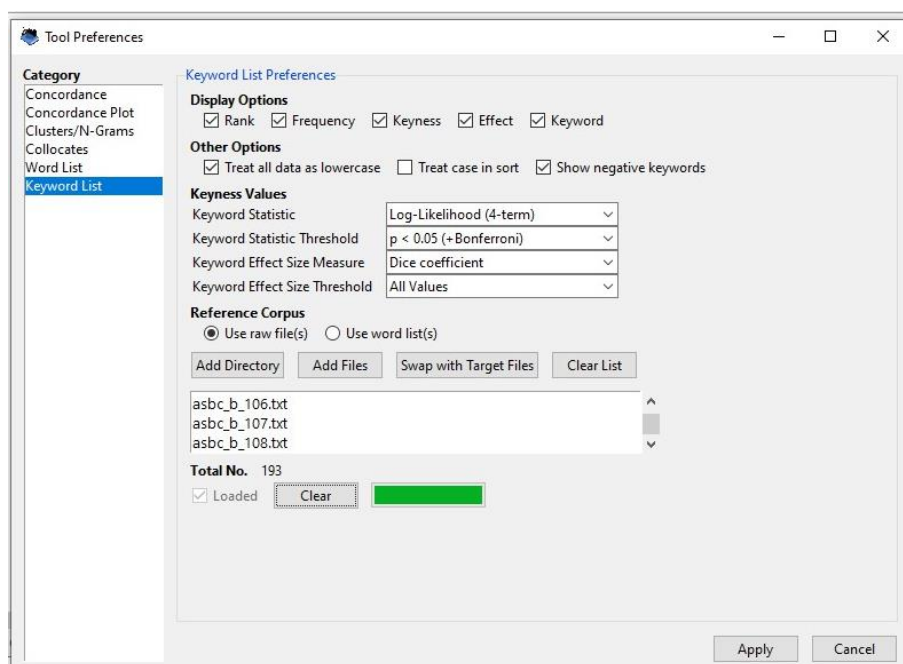 Tool Preferences
Category
Concordance
Concordance Plot
Clusters/N-Grams
Collocates
Word List
Keyword List
Keyword List Preferences
Display Options
Rank Frequency Keyness Effect Keyword
Other Options
Treat all data as lowercase Treat case in sort Show negative keywords
Keyness Values
Keyword Statistic Log-Likelihood (4-term)
Keyword Statistic Threshold p < 0.05 (+Bonferroni)
Keyword Effect Size Measure Dice coefficient
Keyword Effect Size Threshold All Values
Reference Corpus
Use raw file(s) Use word list(s)
Add Directory Add Files Swap with Target Files Clear List
asbc_b_106.txt
asbc_b_107.txt
asbc_b_108.txt
Total No. 193
Loaded Clear
Apply Cancel